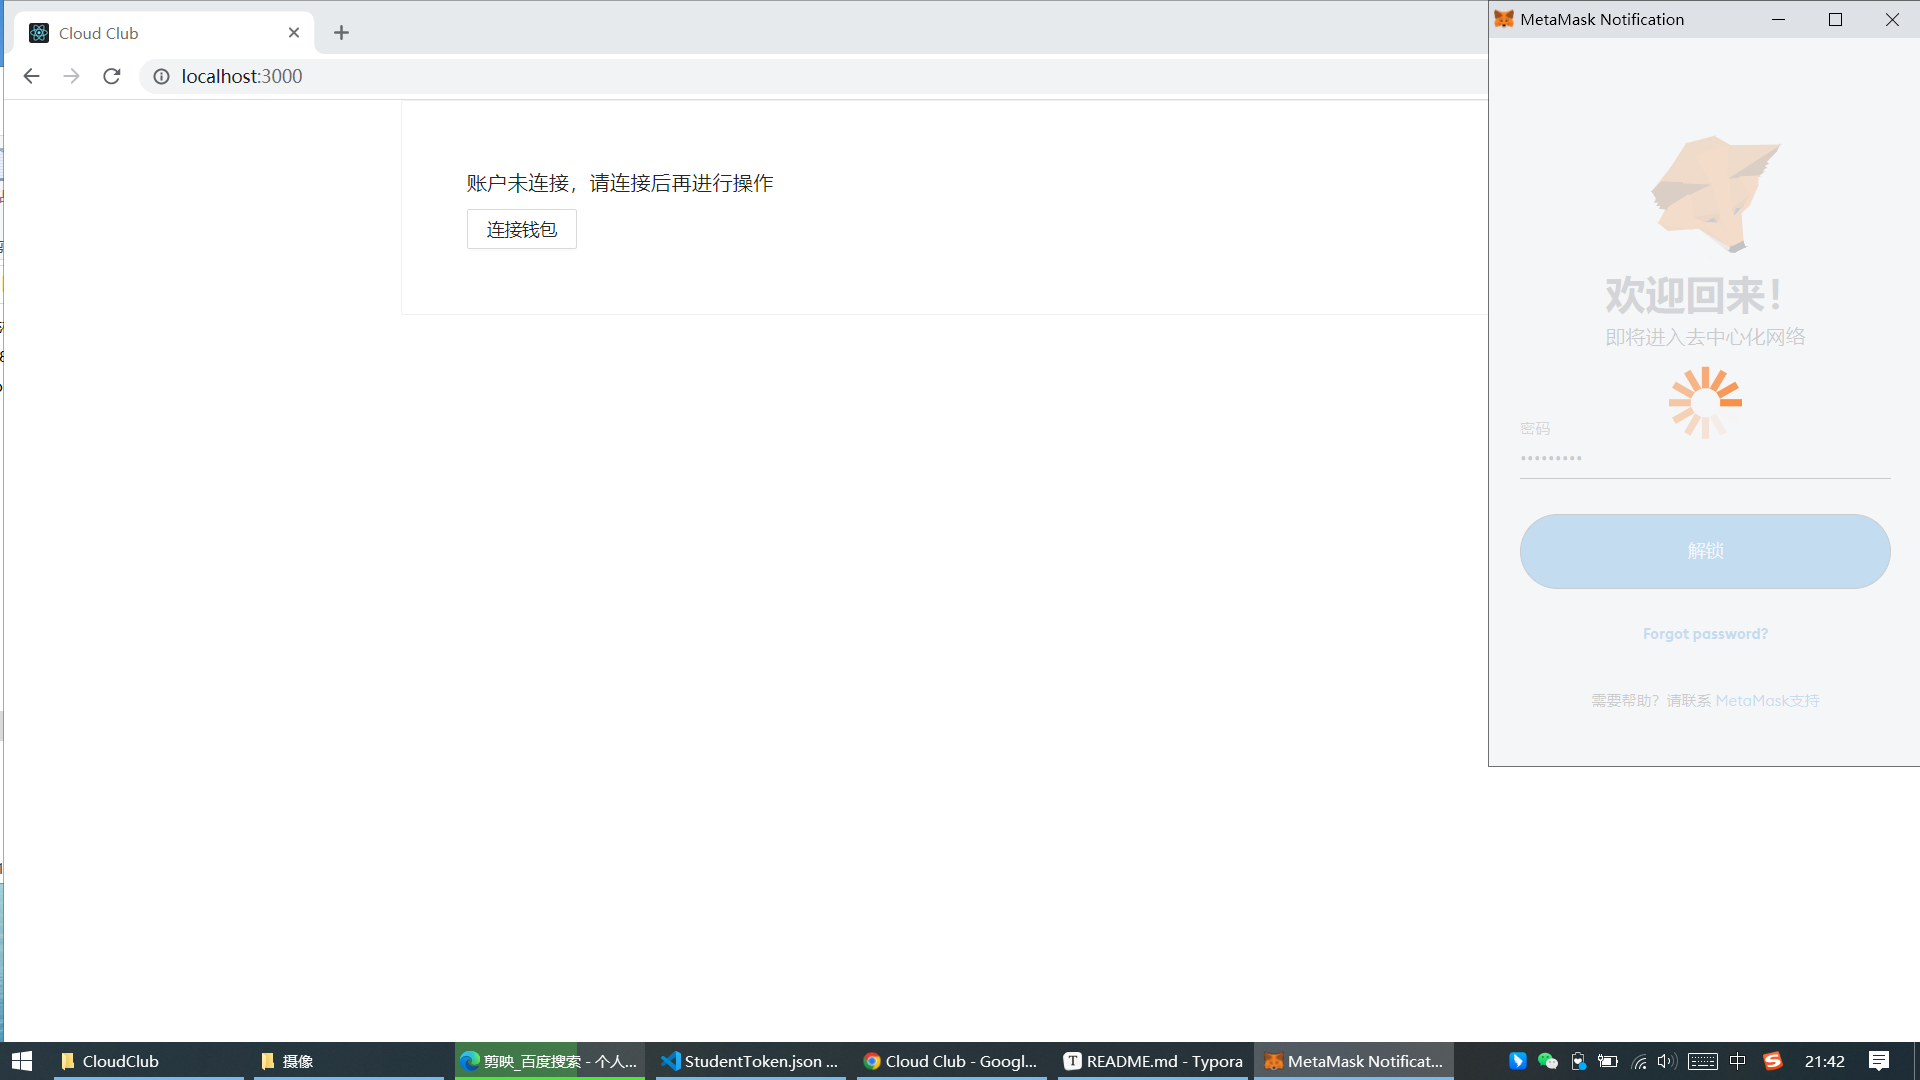 Cloud Club
localhost:3000
账户未连接，请连接后再进行操作
连接钱包
MetaMask Notification
欢迎回来！
即将进入去中心化网络
密码
•••••••••
解锁
Forgot password?
需要帮助？请联系 MetaMask支持
CloudClub
摄像
剪映_百度搜索 - 个人...
StudentToken.json ...
Cloud Club - Googl...
README.md - Typora
MetaMask Notificat...
中
21:42